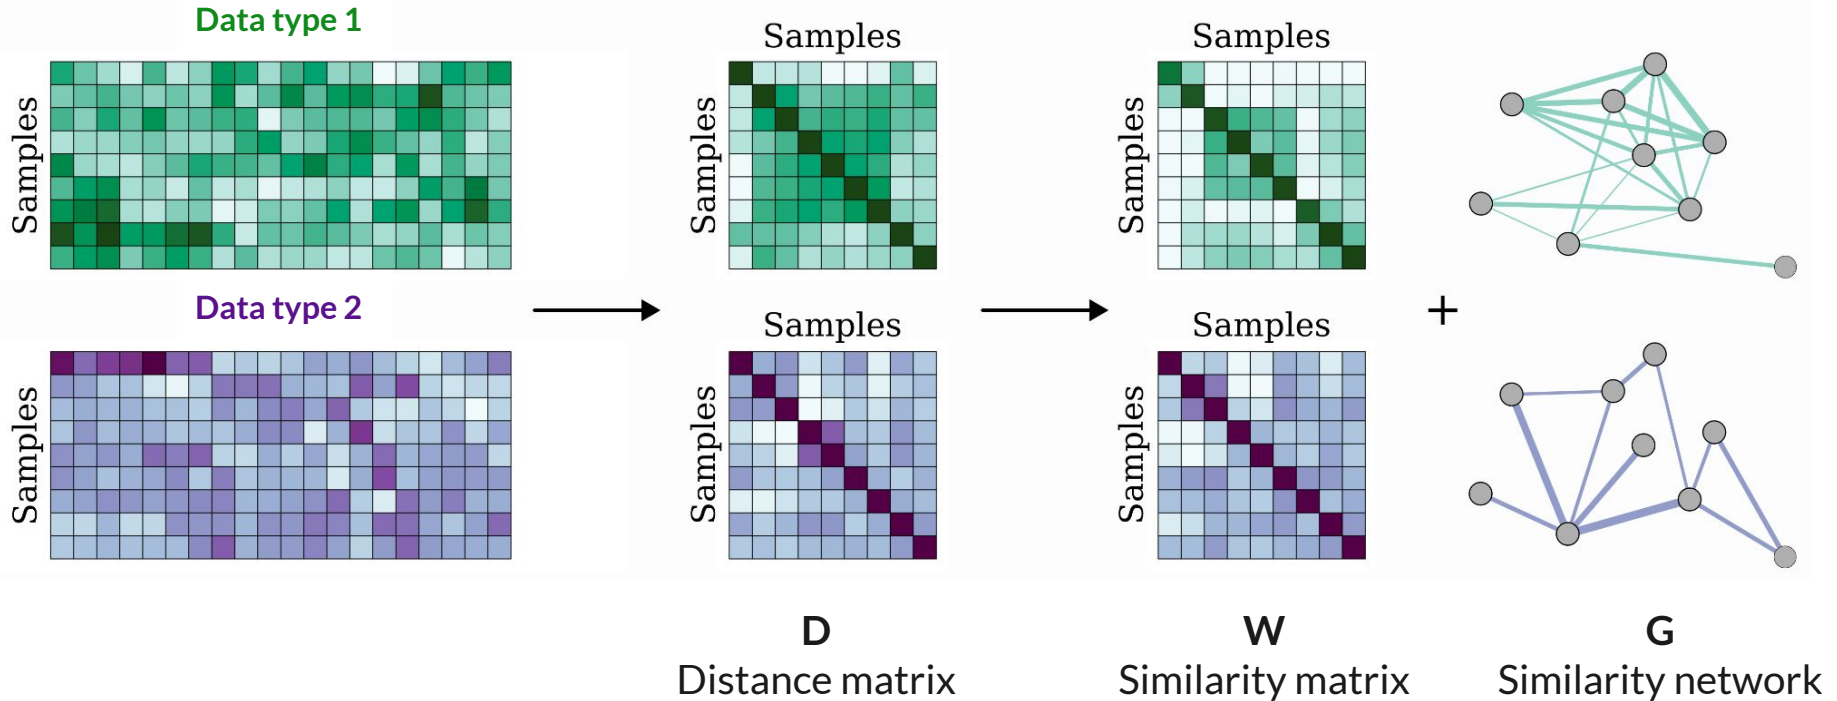 Data type 1
Samples
Samples
Samples
Samples
Samples
Data type 2
Samples
Samples
+
Samples
Samples
Samples
D
W
G
Distance matrix
Similarity matrix
Similarity network